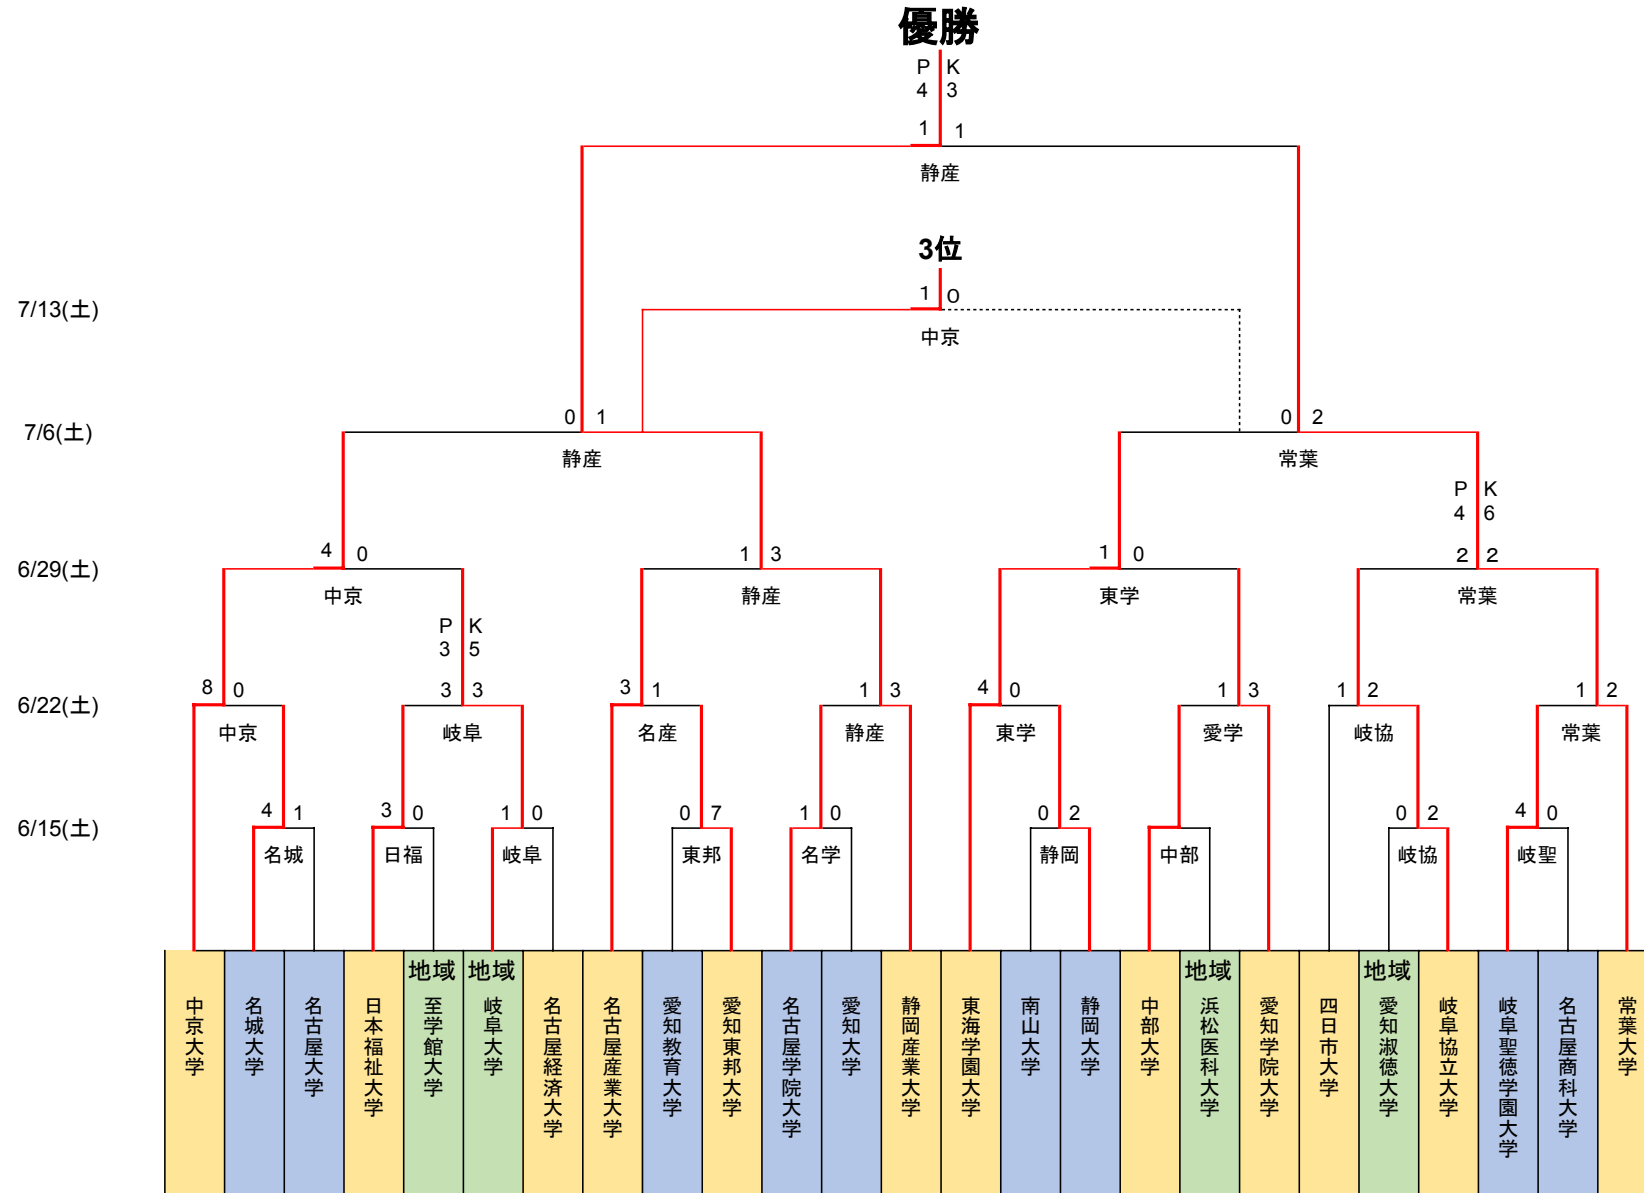 優勝
P K
4 3
1 1
静産
3位
1 0
7/13(土)
中京
0 1 0 2
7/6(土)
静産 常葉
P K
4 6
4 0 1 3 1 0 2 2
6/29(土)
中京 静産 東学 常葉
P K
3 5
8 0 3 3 3 1 1 3 4 0 1 3 1 2 1 2
6/22(土)
中京 岐阜 名産 静産 東学 愛学 岐協 常葉
4 1 3 0 1 0 0 7 1 0 0 2 0 2 4 0
6/15(土)
名城 日福 岐阜 東邦 名学 静岡 中部 岐協 岐聖
地域 地域 地域 地域
中京大学
名城大学
名古屋大学
日本福祉大学
至学館大学
岐阜大学
名古屋経済大学
名古屋産業大学
愛知教育大学
愛知東邦大学
名古屋学院大学
愛知大学
静岡産業大学
東海学園大学
南山大学
静岡大学
中部大学
浜松医科大学
愛知学院大学
四日市大学
愛知淑徳大学
岐阜協立大学
岐阜聖徳学園大学
名古屋商科大学
常葉大学